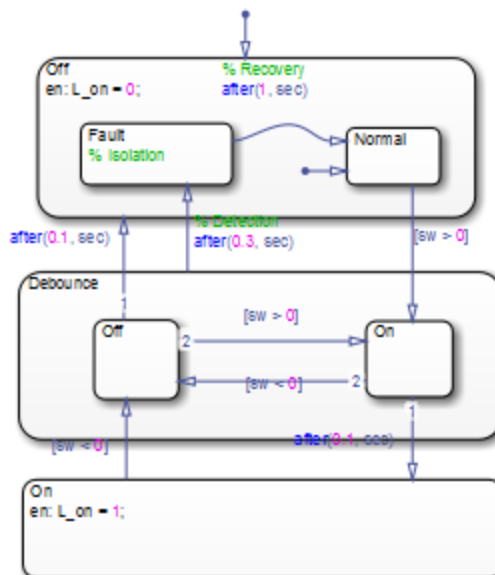 Off
en: L_on = 0;
% Recovery
after(1, sec)
Fault
% Isolation
Normal
after(0.1, sec)
% Detection
after(0.3, sec)
[sw > 0]
Debounce
1
Off
2
[sw > 0]
On
[sw < 0]
2
1
[sw < 0]
after(0.1, sec)
On
en: L_on = 1;